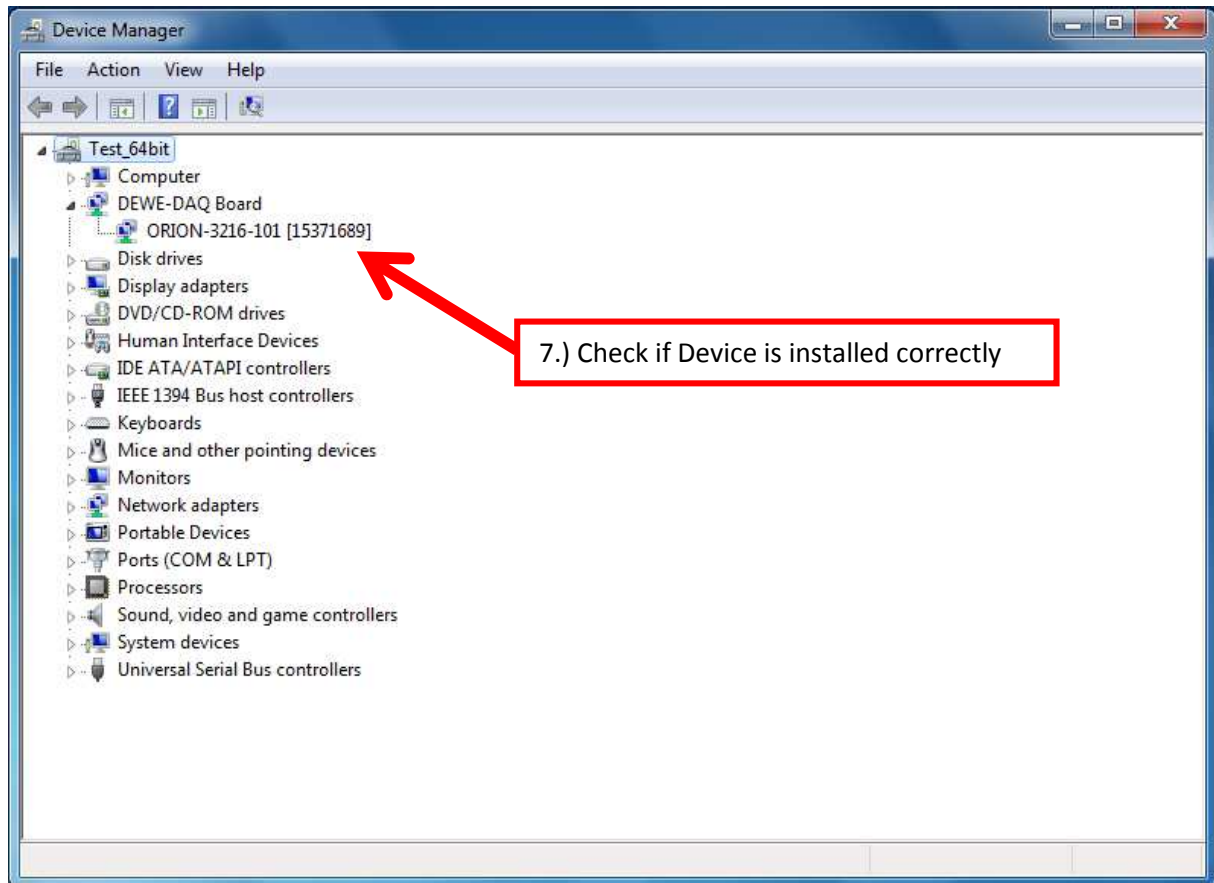 Device Manager
File Action View Help
Test_64bit
Computer
DEWE-DAQ Board
ORION-3216-101 [15371689]
Disk drives
Display adapters
DVD/CD-ROM drives
Human Interface Devices
7.) Check if Device is installed correctly
IDE ATA/ATAPI controllers
IEEE 1394 Bus host controllers
Keyboards
Mice and other pointing devices
Monitors
Network adapters
Portable Devices
Ports (COM & LPT)
Processors
Sound, video and game controllers
System devices
Universal Serial Bus controllers